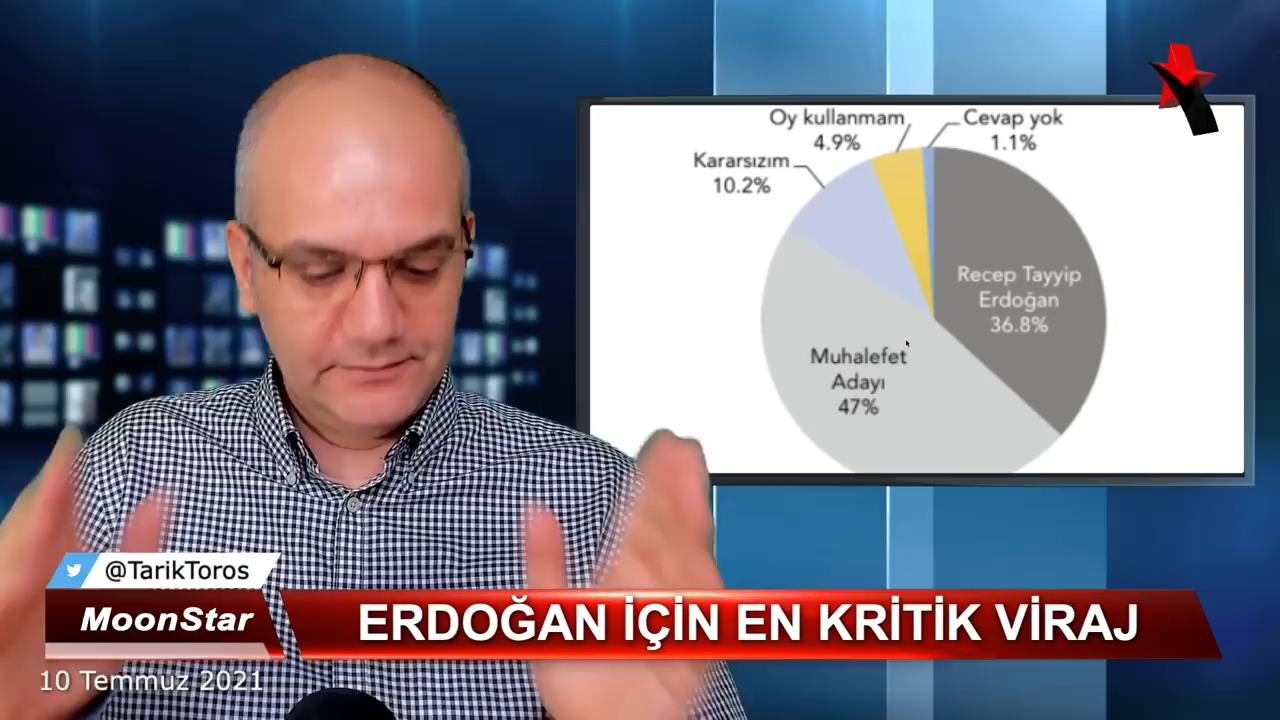 Oy kullanmam
4.9%
Cevap yok
1.1%
Kararsızım
10.2%
Recep Tayyip
Erdoğan
36.8%
Muhalefet
Adayı
47%
@TarikToros
MoonStar
ERDOĞAN İÇİN EN KRİTİK VİRAJ
10 Temmuz 2021